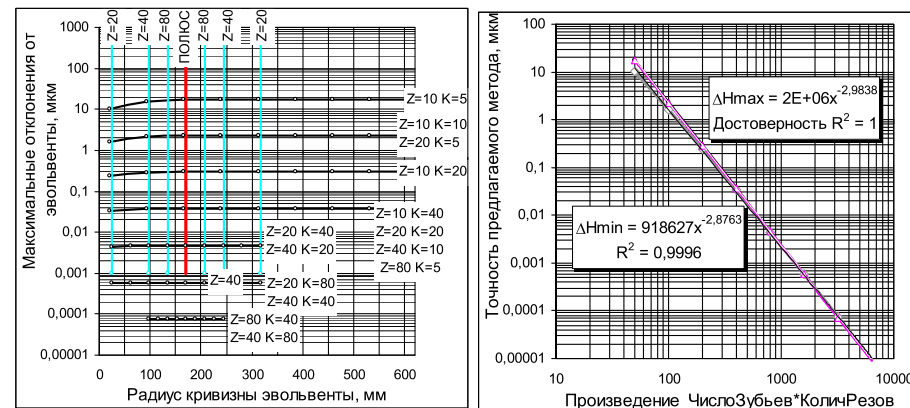 Z=20
Z=40
Z=80
ПОЛЮС
Z=80
Z=40
Z=20
Максимальные отклонения от эвольвенты, мкм
1000
100
10
1
0,1
0,01
0,001
0,0001
0,00001
Z=10 K=5
Z=10 K=10
Z=20 K=5
Z=10 K=20
Z=10 K=40
Z=20 K=40
Z=20 K=20
Z=40 K=20
Z=40 K=10
Z=80 K=5
Z=40
Z=20 K=80
Z=40 K=40
Z=80 K=40
Z=40 K=80
0 100 200 300 400 500 600
Радиус кривизны эвольвенты, мм
Точность предлагаемого метода, мкм
100
10
1
0,1
0,01
0,001
0,0001
0,00001
ΔHmax = 2E+06x^-2,9838
Достоверность R² = 1
ΔHmin = 918627x^-2,8763
R² = 0,9996
10 100 1000 10000
Произведение ЧислоЗубьев*КоличРезов